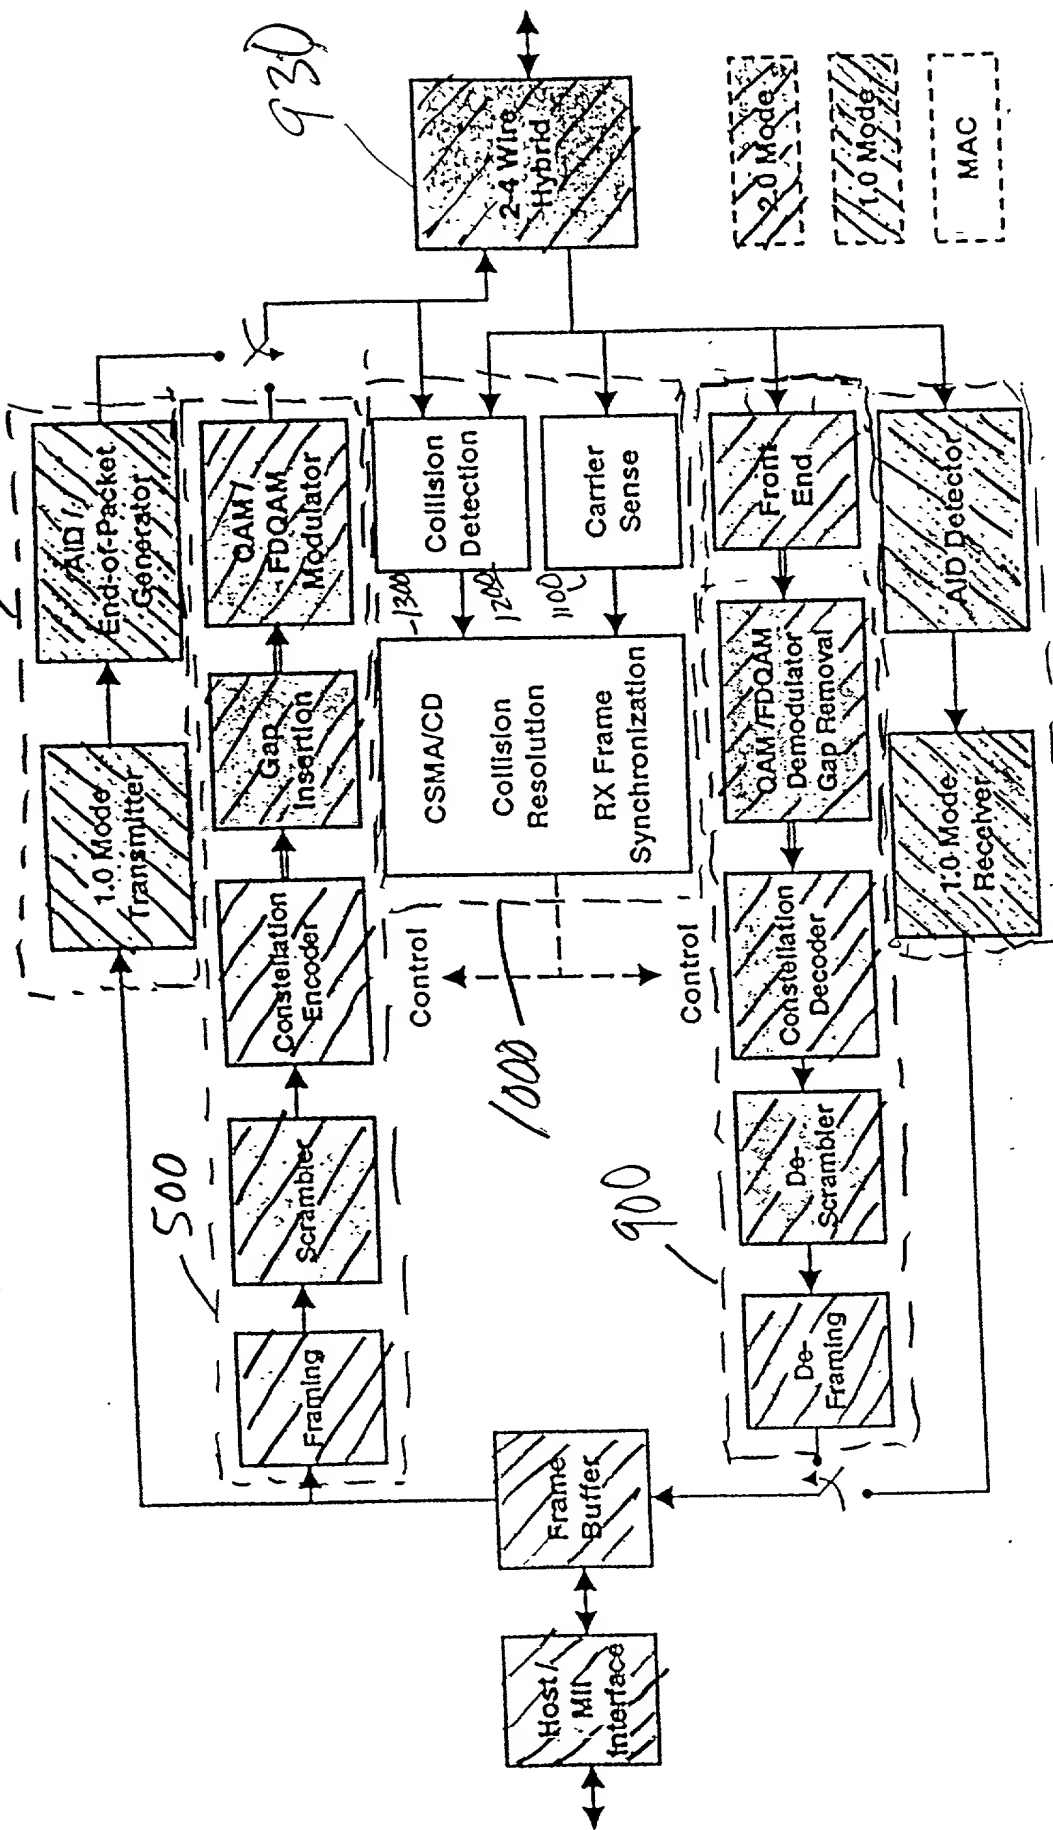 930
1.0 Mode
Transmitter
AID /
End-of-Packet
Generator
500
Framing
Scrambler
Constellation
Encoder
Gap
Insertion
QAM /
FDQAM
Modulator
2-4 Wire
Hybrid
Control
1000
Control
CSMA/CD
Collision
Resolution
RX Frame
Synchronization
1300
1200
1100
Collision
Detection
Carrier
Sense
Host /
MII
Interface
Frame
Buffer
900
De-
Framing
De-
Scrambler
Constellation
Decoder
QAM /FDQAM
Demodulator
Gap Removal
Front
End
1.0 Mode
Receiver
AID Detector
2.0 Mode
1.0 Mode
MAC